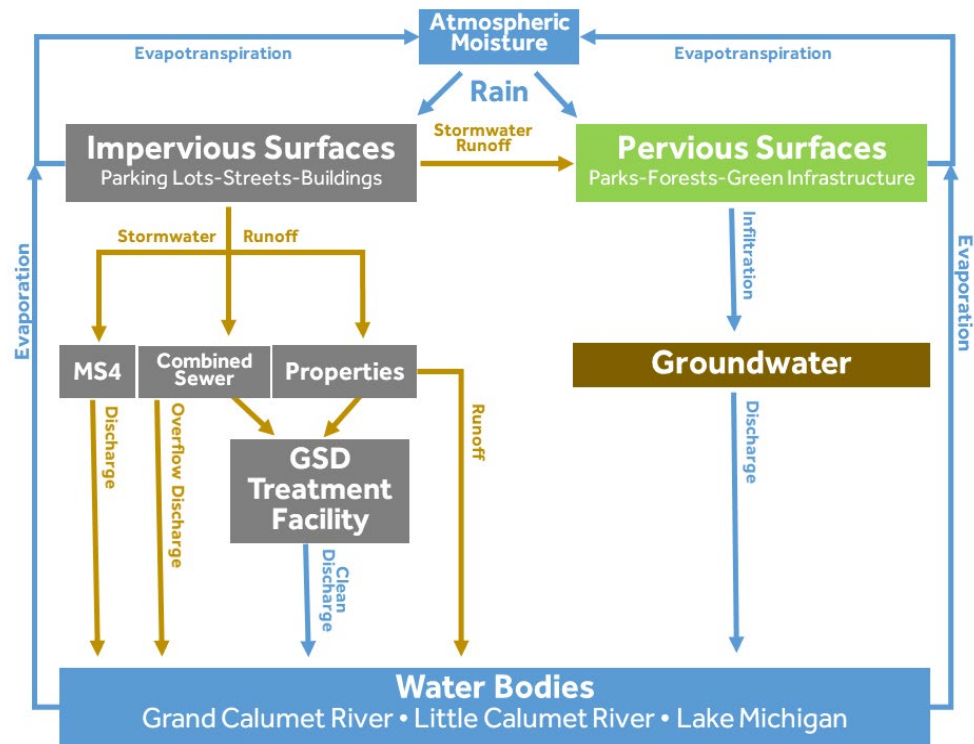 Atmospheric
Moisture
Evapotranspiration
Evapotranspiration
Rain
Impervious Surfaces
Parking Lots-Streets-Buildings
Stormwater
Runoff
Pervious Surfaces
Parks-Forests-Green Infrastructure
Stormwater Runoff
Infiltration
Evaporation
Evaporation
MS4
Combined
Sewer
Properties
Groundwater
Discharge
Overflow Discharge
Runoff
Discharge
GSD
Treatment
Facility
Clean
Discharge
Water Bodies
Grand Calumet River • Little Calumet River • Lake Michigan